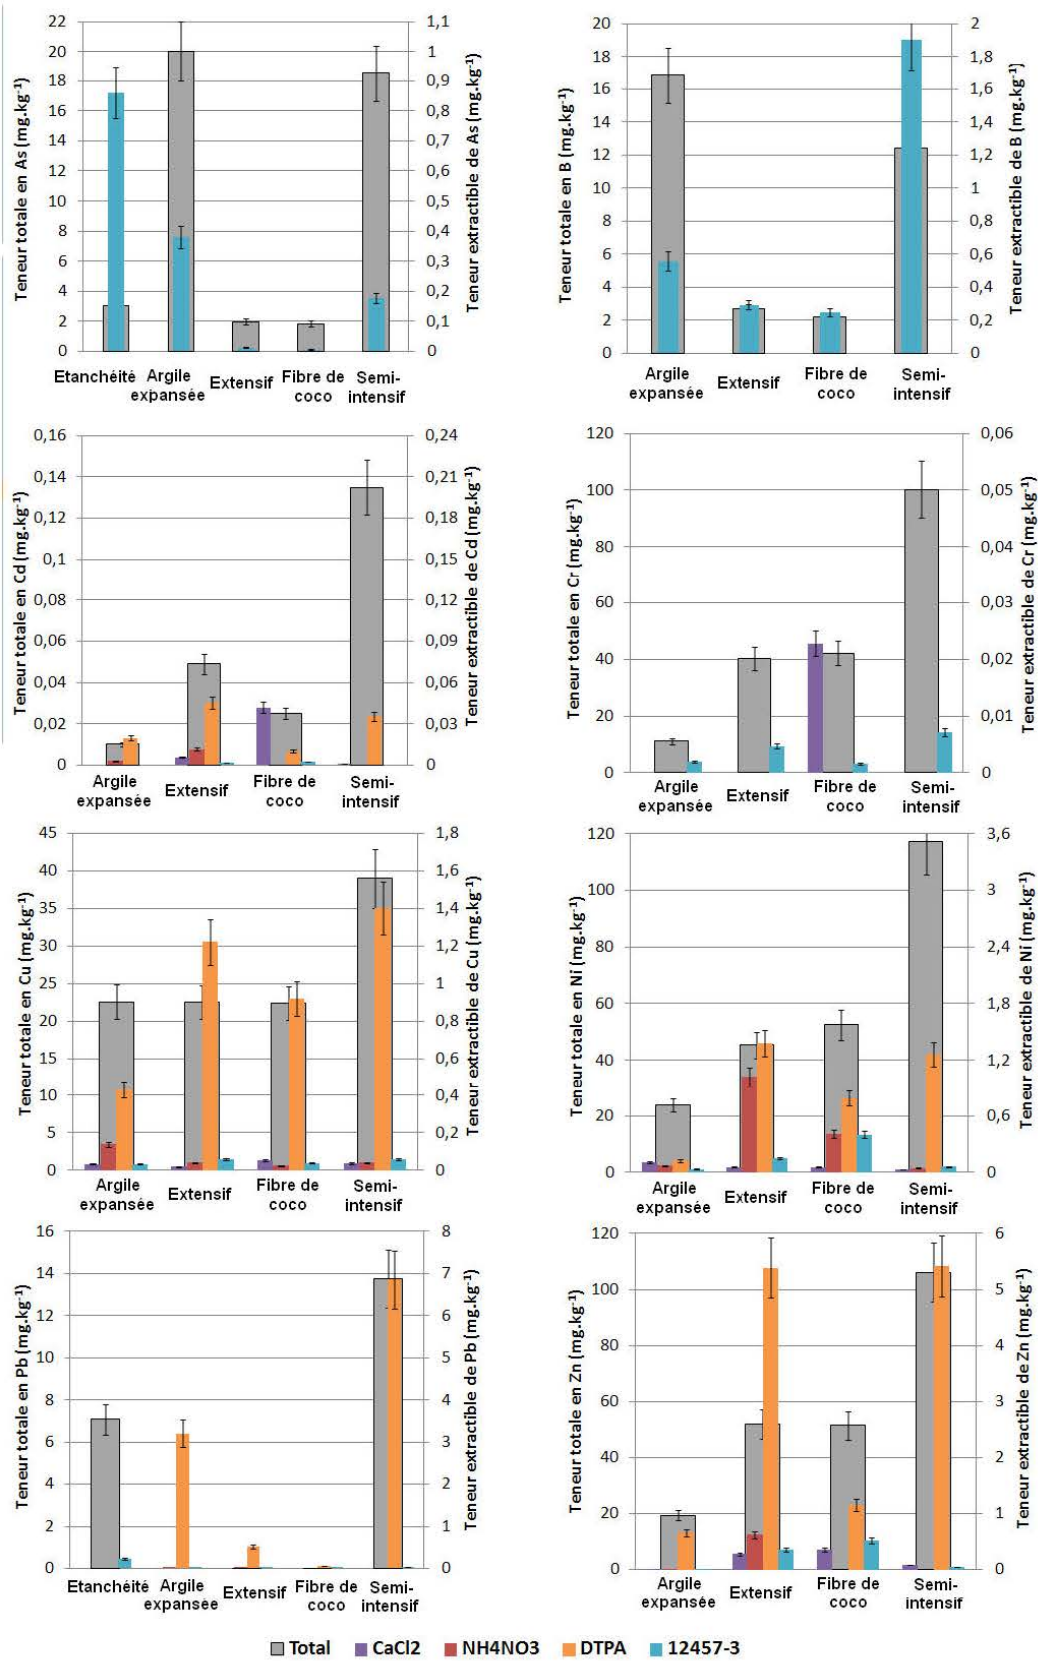 Teneur totale en As (mg.kg⁻¹)
22
20
18
16
14
12
10
8
6
4
2
0
1,1
1
0,9
0,8
0,7
0,6
0,5
0,4
0,3
0,2
0,1
0
Teneur extractible de As (mg.kg⁻¹)
Etanchéité
Argile expansée
Extensif
Fibre de coco
Semi-intensif
Teneur totale en B (mg.kg⁻¹)
20
18
16
14
12
10
8
6
4
2
0
2
1,8
1,6
1,4
1,2
1
0,8
0,6
0,4
0,2
0
Teneur extractible de B (mg.kg⁻¹)
Argile expansée
Extensif
Fibre de coco
Semi-intensif
Teneur totale en Cd (mg.kg⁻¹)
0,16
0,14
0,12
0,1
0,08
0,06
0,04
0,02
0
0,24
0,21
0,18
0,15
0,12
0,09
0,06
0,03
0
Teneur extractible de Cd (mg.kg⁻¹)
Argile expansée
Extensif
Fibre de coco
Semi-intensif
Teneur totale en Cr (mg.kg⁻¹)
120
100
80
60
40
20
0
0,06
0,05
0,04
0,03
0,02
0,01
0
Teneur extractible de Cr (mg.kg⁻¹)
Argile expansée
Extensif
Fibre de coco
Semi-intensif
Teneur totale en Cu (mg.kg⁻¹)
45
40
35
30
25
20
15
10
5
0
1,8
1,6
1,4
1,2
1
0,8
0,6
0,4
0,2
0
Teneur extractible de Cu (mg.kg⁻¹)
Argile expansée
Extensif
Fibre de coco
Semi-intensif
Teneur totale en Ni (mg.kg⁻¹)
120
100
80
60
40
20
0
3,6
3
2,4
1,8
1,2
0,6
0
Teneur extractible de Ni (mg.kg⁻¹)
Argile expansée
Extensif
Fibre de coco
Semi-intensif
Teneur totale en Pb (mg.kg⁻¹)
16
14
12
10
8
6
4
2
0
8
7
6
5
4
3
2
1
0
Teneur extractible de Pb (mg.kg⁻¹)
Etanchéité
Argile expansée
Extensif
Fibre de coco
Semi-intensif
Teneur totale en Zn (mg.kg⁻¹)
120
100
80
60
40
20
0
6
5
4
3
2
1
0
Teneur extractible de Zn (mg.kg⁻¹)
Argile expansée
Extensif
Fibre de coco
Semi-intensif
Total CaCl2 NH4NO3 DTPA 12457-3